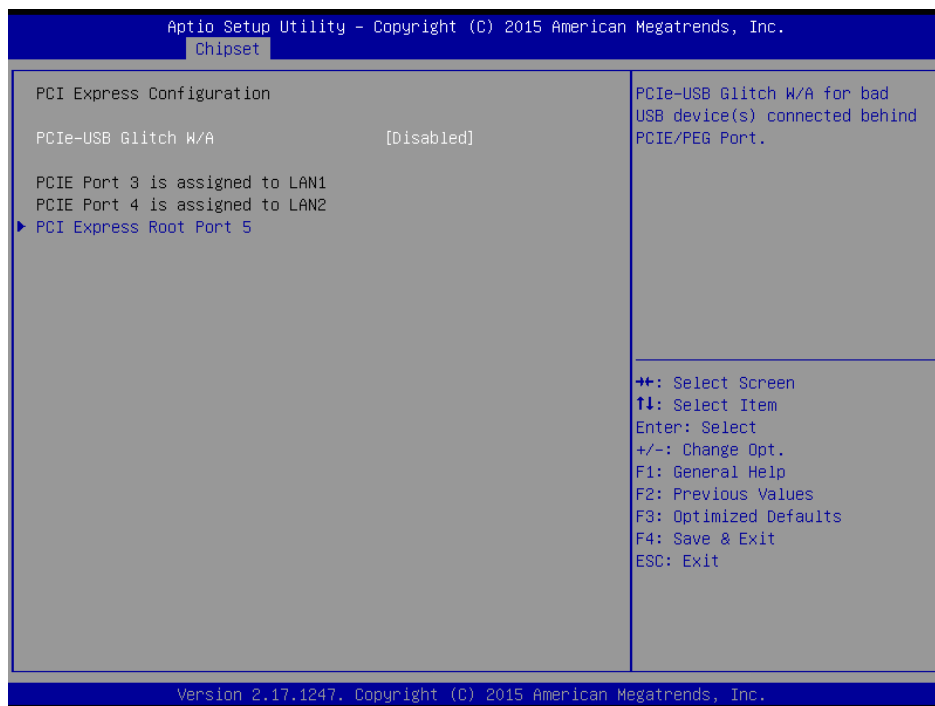 Aptio Setup Utility – Copyright (C) 2015 American Megatrends, Inc.
Chipset
PCI Express Configuration
PCIe-USB Glitch W/A [Disabled]
PCIE Port 3 is assigned to LAN1
PCIE Port 4 is assigned to LAN2
▶ PCI Express Root Port 5
PCIe-USB Glitch W/A for bad
USB device(s) connected behind
PCIE/PEG Port.
→←: Select Screen
↑↓: Select Item
Enter: Select
+/-: Change Opt.
F1: General Help
F2: Previous Values
F3: Optimized Defaults
F4: Save & Exit
ESC: Exit
Version 2.17.1247. Copyright (C) 2015 American Megatrends, Inc.